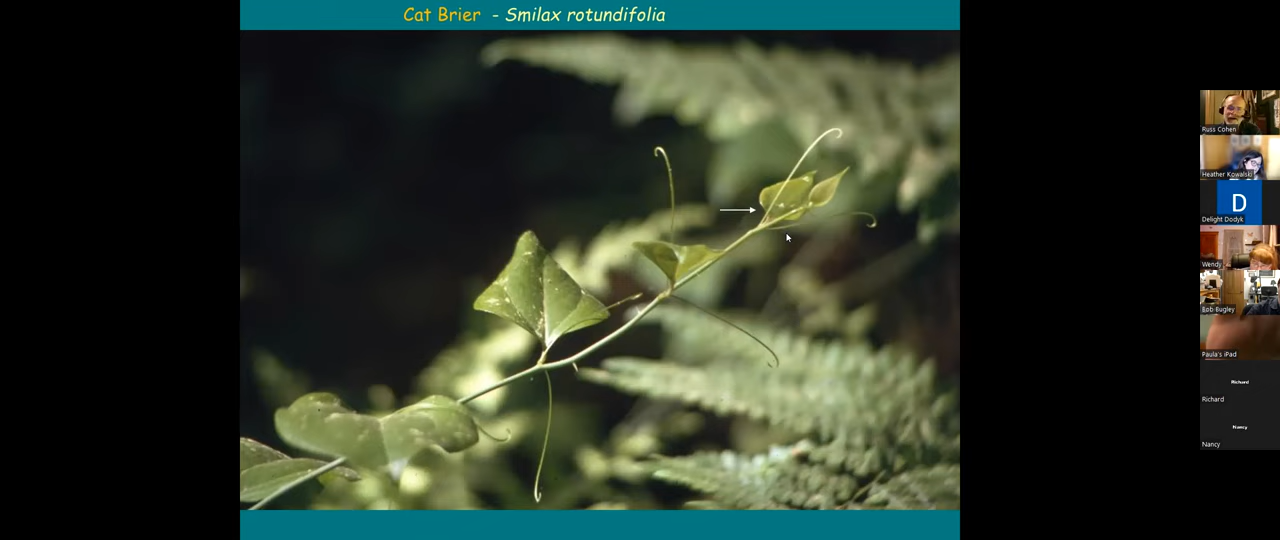 Cat Brier - Smilax rotundifolia
Russ Cohen
Heather Kowalski
D
Delight Dodyk
Wendy
Bob Bugley
Paula's iPad
Richard
Richard
Nancy
Nancy